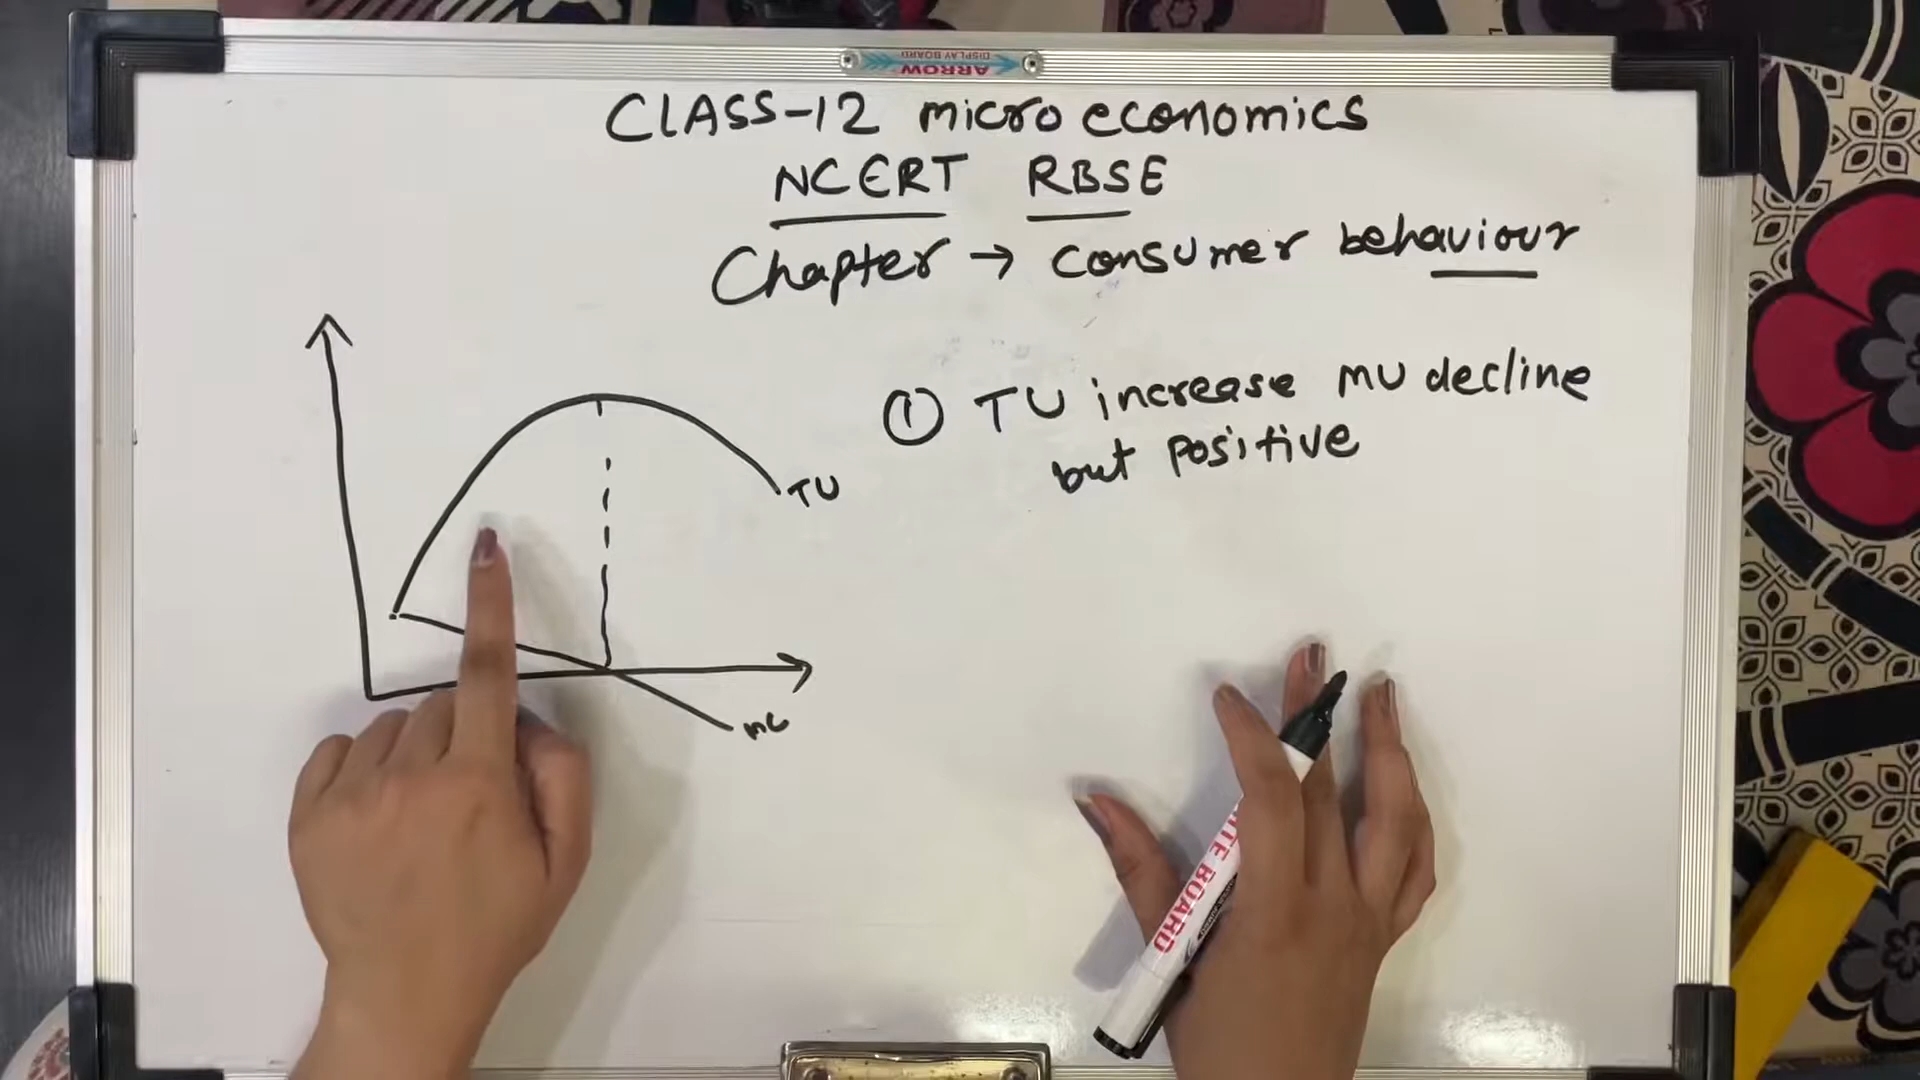 ARROW
DISPLAY BOARD
CLASS-12 micro economics
NCERT RBSE
Chapter → consumer behaviour
① TU increase MU decline
but positive
TU
MU
WHITE BOARD